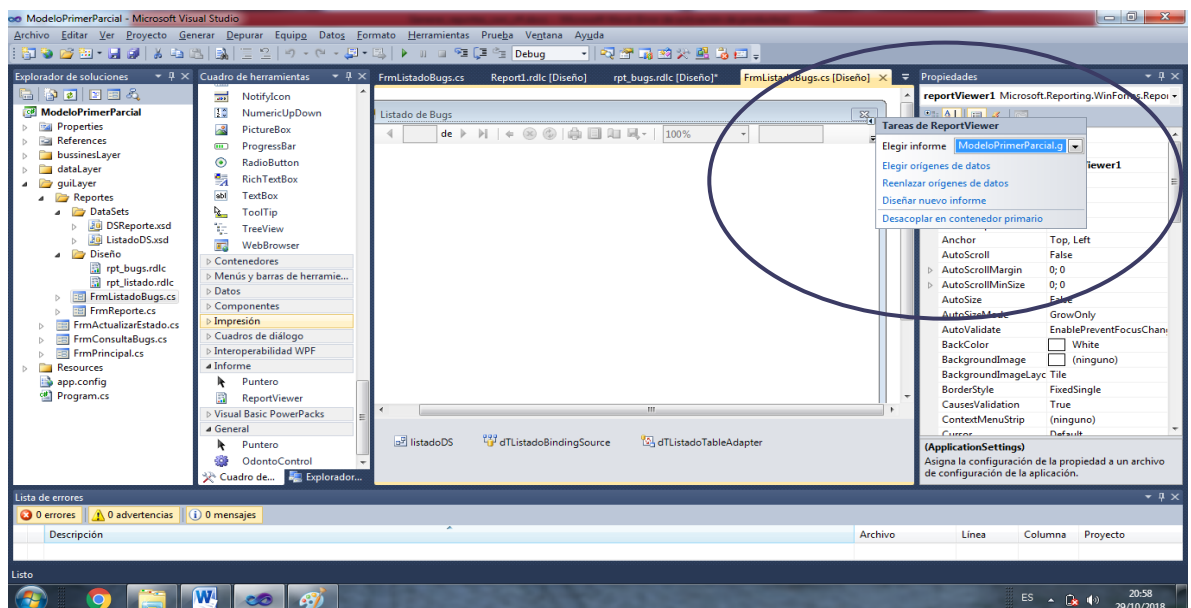 ModeloPrimerParcial - Microsoft Visual Studio
Archivo Editar Ver Proyecto Generar Depurar Equipo Datos Formato Herramientas Prueba Ventana Ayuda
Debug
Explorador de soluciones
ModeloPrimerParcial
Properties
References
bussinesLayer
dataLayer
guiLayer
Reportes
DataSets
DSReporte.xsd
ListadoDS.xsd
Diseño
rpt_bugs.rdlc
rpt_listado.rdlc
FrmListadoBugs.cs
FrmReporte.cs
FrmActualizarEstado.cs
FrmConsultaBugs.cs
FrmPrincipal.cs
Resources
app.config
Program.cs
Cuadro de herramientas
NotifyIcon
NumericUpDown
PictureBox
ProgressBar
RadioButton
RichTextBox
TextBox
ToolTip
TreeView
WebBrowser
Contenedores
Menús y barras de herramie...
Datos
Componentes
Impresión
Cuadros de diálogo
Interoperabilidad WPF
Informe
Puntero
ReportViewer
Visual Basic PowerPacks
General
Puntero
OdontoControl
Cuadro de... Explorador...
FrmListadoBugs.cs Report1.rdlc [Diseño] rpt_bugs.rdlc [Diseño]* FrmListadoBugs.cs [Diseño]
Listado de Bugs
de 100%
listadoDS dTListadoBindingSource dTListadoTableAdapter
Tareas de ReportViewer
Elegir informe ModeloPrimerParcial.g
Elegir orígenes de datos
Reenlazar orígenes de datos
Diseñar nuevo informe
Desacoplar en contenedor primario
Propiedades
reportViewer1 Microsoft.Reporting.WinForms.Repor
iewer1
Anchor Top, Left
AutoScroll False
AutoScrollMargin 0; 0
AutoScrollMinSize 0; 0
AutoSize False
AutoSizeMode GrowOnly
AutoValidate EnablePreventFocusChan
BackColor White
BackgroundImage (ninguno)
BackgroundImageLayc Tile
BorderStyle FixedSingle
CausesValidation True
ContextMenuStrip (ninguno)
Cursor Default
(ApplicationSettings)
Asigna la configuración de la propiedad a un archivo
de configuración de la aplicación.
Lista de errores
0 errores 0 advertencias 0 mensajes
Descripción Archivo Línea Columna Proyecto
Listo
ES 20:58
29/10/2018